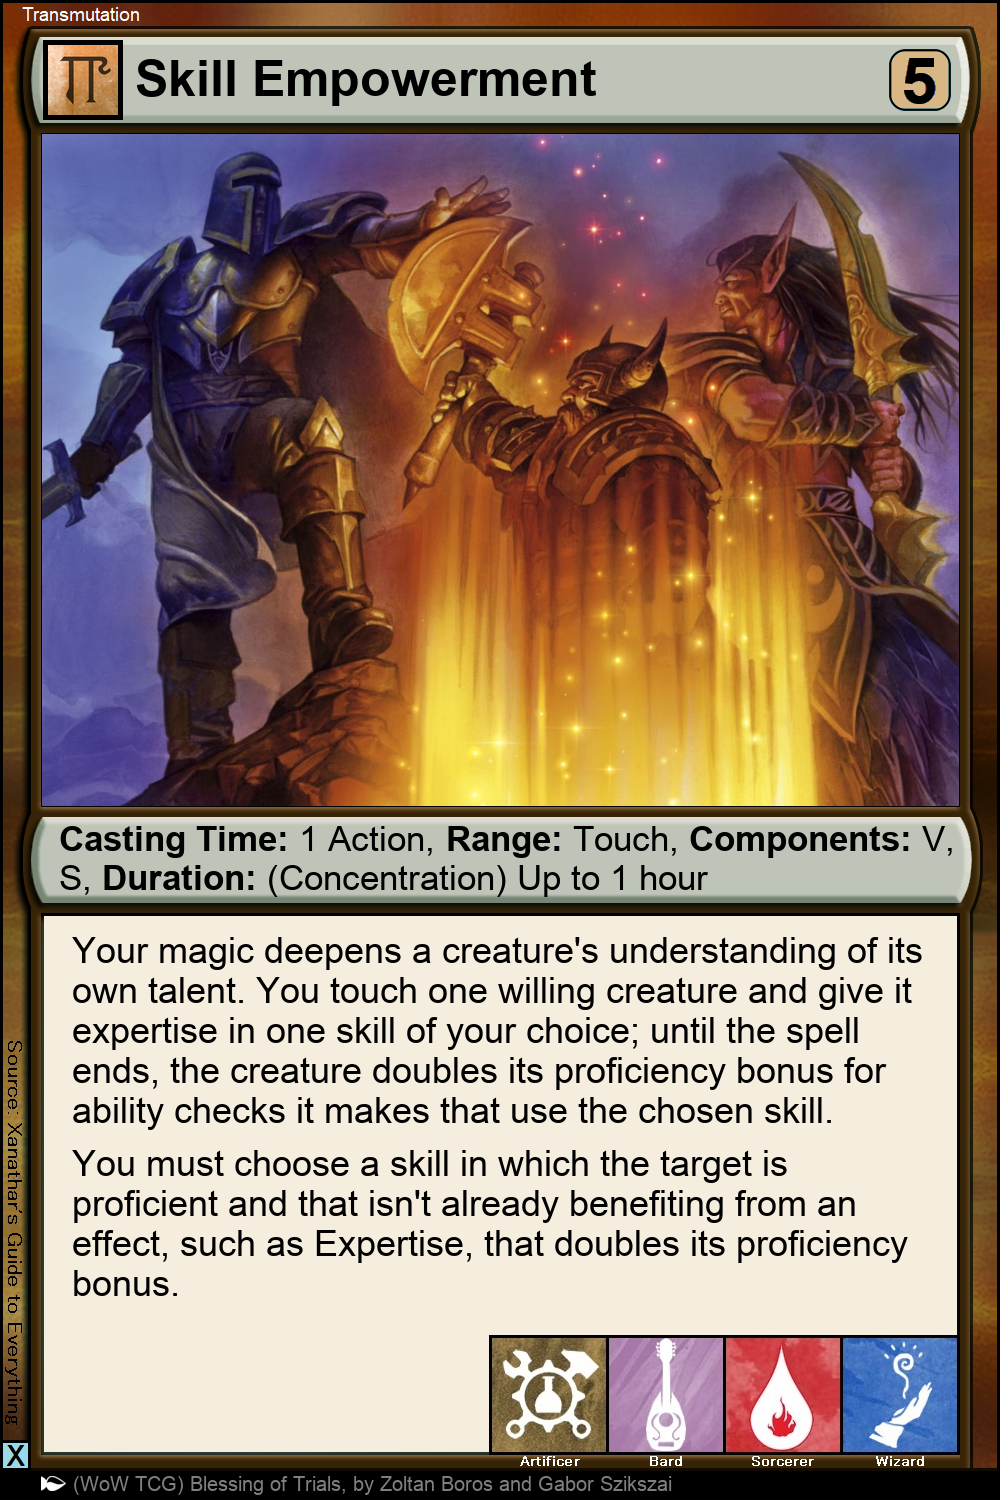 Transmutation
Skill Empowerment
5
Casting Time: 1 Action, Range: Touch, Components: V,
S, Duration: (Concentration) Up to 1 hour
Your magic deepens a creature's understanding of its
own talent. You touch one willing creature and give it
expertise in one skill of your choice; until the spell
ends, the creature doubles its proficiency bonus for
ability checks it makes that use the chosen skill.
You must choose a skill in which the target is
proficient and that isn't already benefiting from an
effect, such as Expertise, that doubles its proficiency
bonus.
Source: Xanathar's Guide to Everything
X
Artificer
Bard
Sorcerer
Wizard
(WoW TCG) Blessing of Trials, by Zoltan Boros and Gabor Szikszai